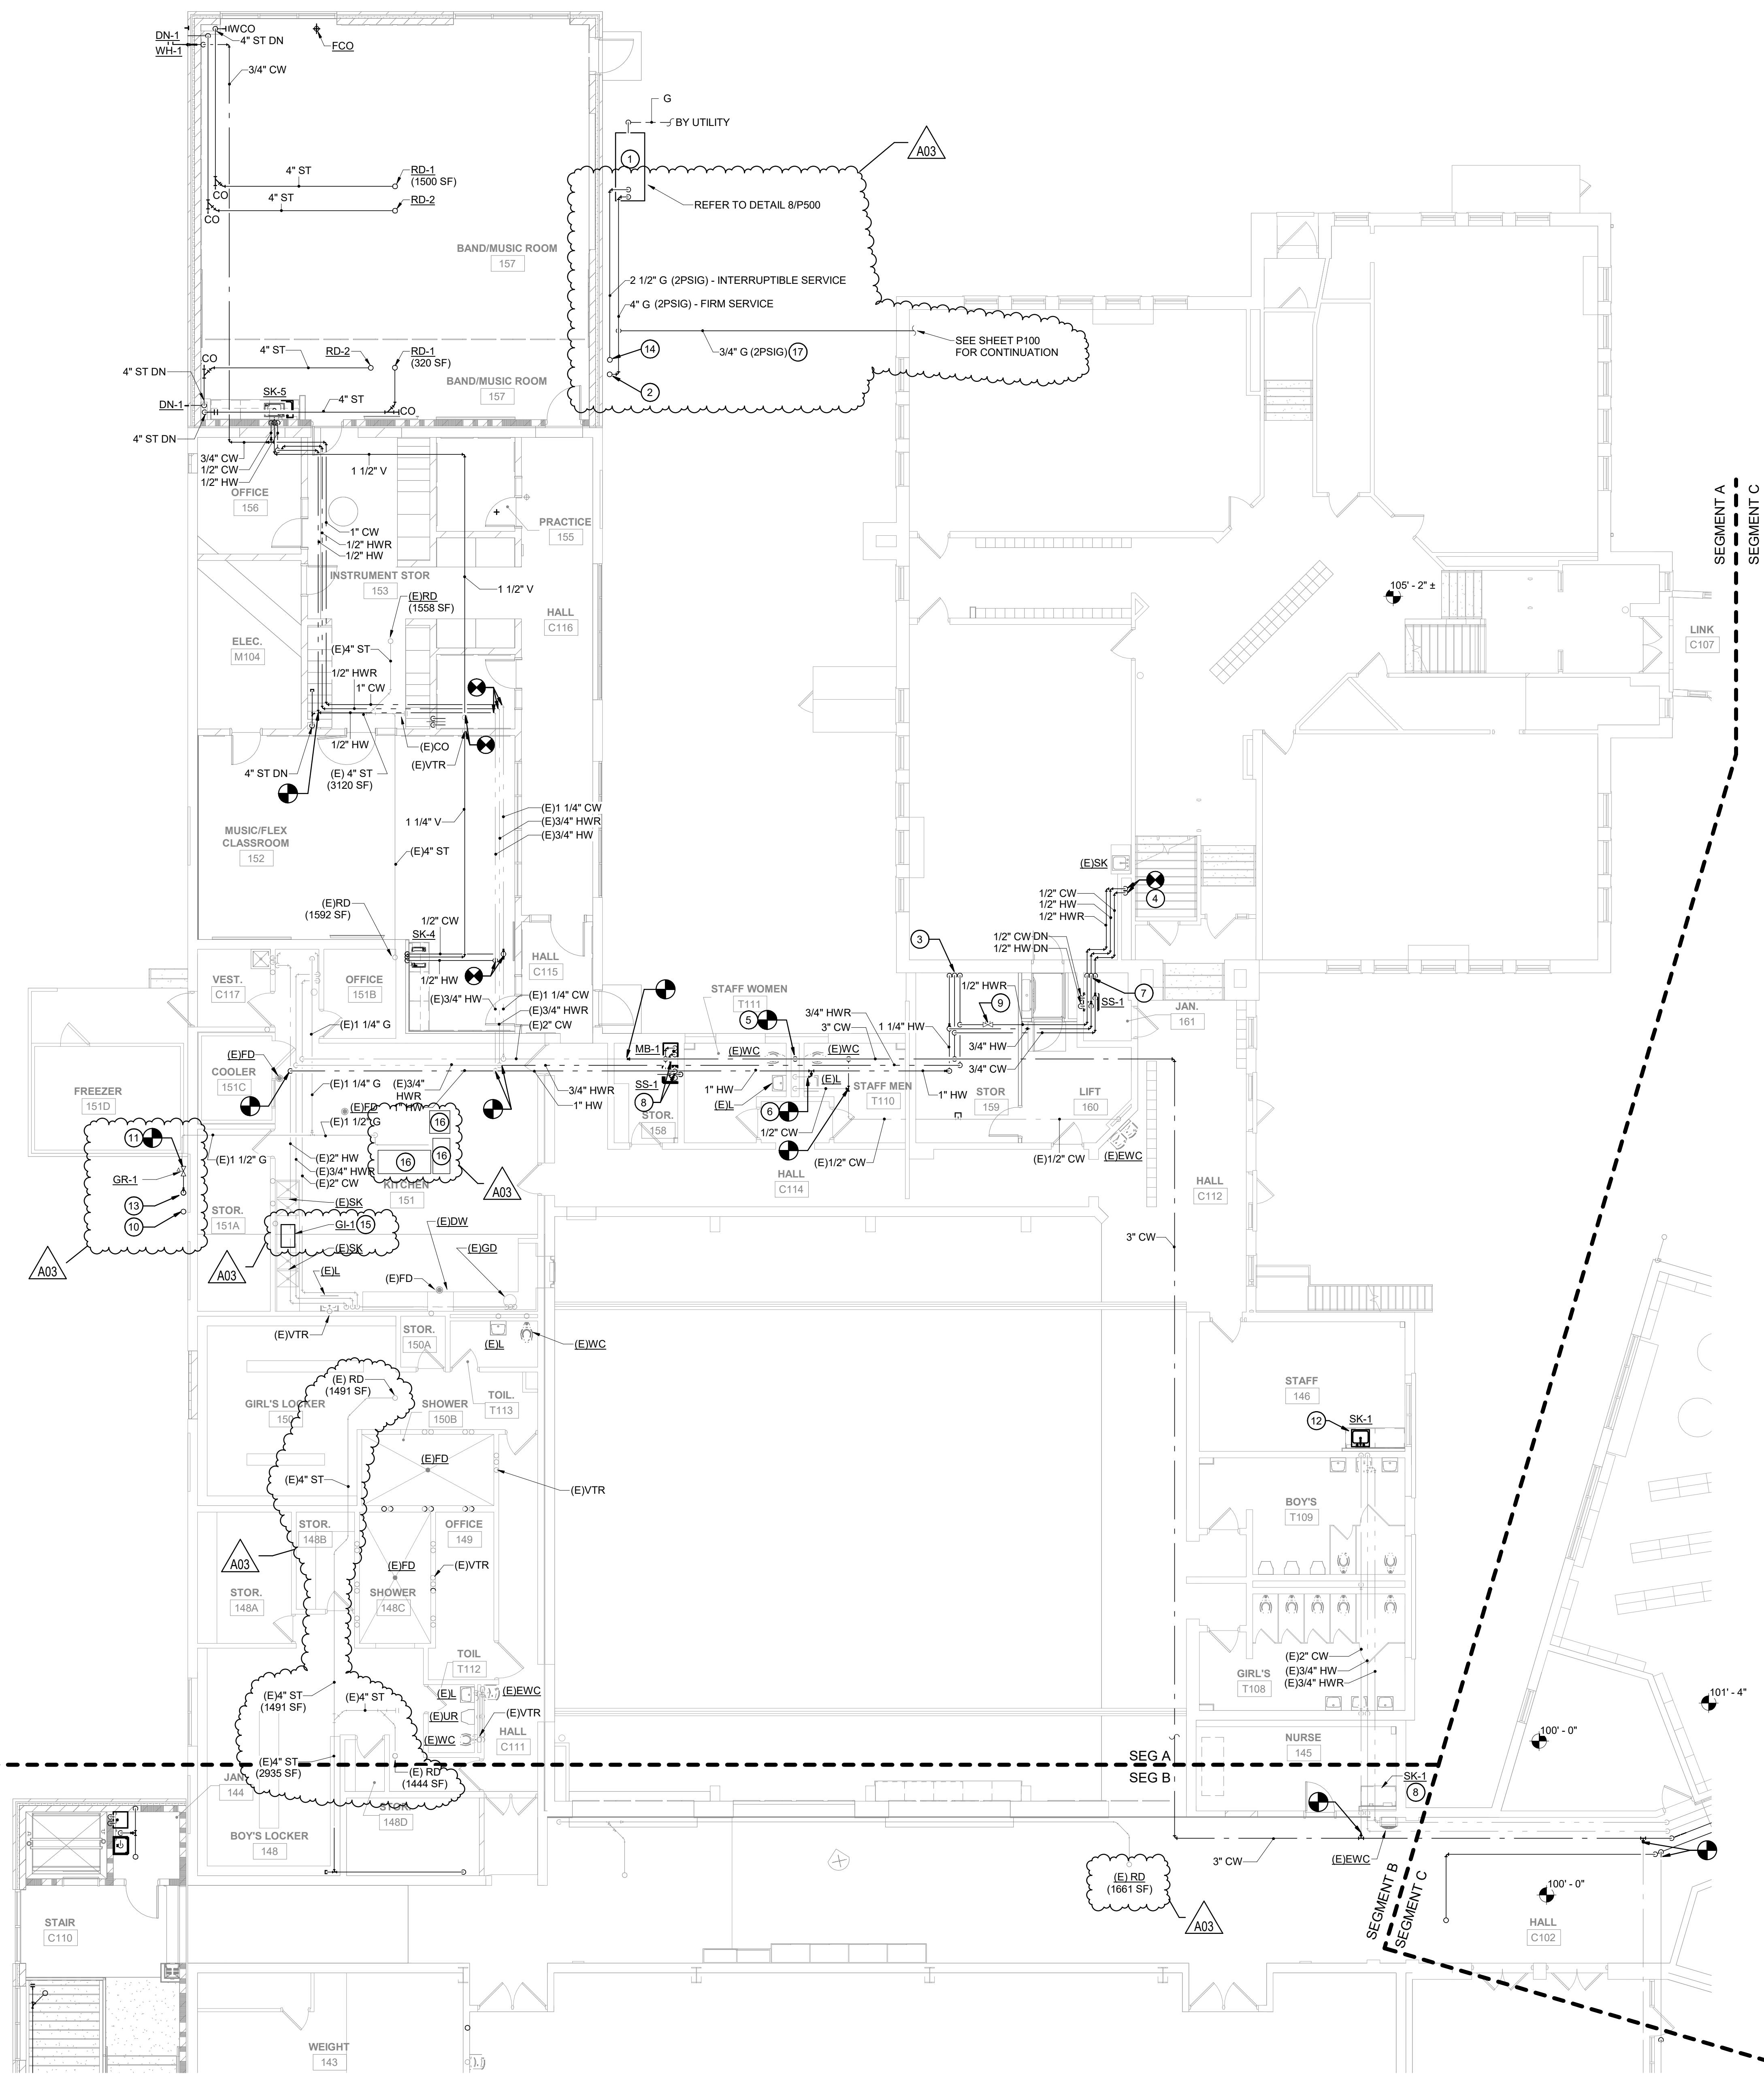 DN-1
WH-1
WCO
4" ST DN
FCO
3/4" CW
G
BY UTILITY
1
A03
4" ST
RD-1
(1500 SF)
CO
4" ST
RD-2
CO
REFER TO DETAIL 8/P500
BAND/MUSIC ROOM
157
2 1/2" G (2PSIG) - INTERRUPTIBLE SERVICE
4" G (2PSIG) - FIRM SERVICE
SEE SHEET P100
FOR CONTINUATION
3/4" G (2PSIG)
17
14
2
CO
4" ST
RD-2
RD-1
(320 SF)
4" ST DN
SK-5
BAND/MUSIC ROOM
157
4" ST
DN-1
CO
4" ST DN
3/4" CW
1/2" CW
1/2" HW
1 1/2" V
OFFICE
156
1" CW
1/2" HWR
1/2" HW
PRACTICE
155
INSTRUMENT STOR
153
1 1/2" V
(E)RD
(1558 SF)
HALL
C116
ELEC.
M104
(E)4" ST
1/2" HWR
1" CW
1/2" HW
(E)CO
(E)VTR
4" ST DN
(E) 4" ST
(3120 SF)
SEGMENT A
SEGMENT C
105' - 2" ±
LINK
C107
(E)1 1/4" CW
(E)3/4" HWR
(E)3/4" HW
1 1/4" V
MUSIC/FLEX
CLASSROOM
152
(E)4" ST
(E)RD
(1592 SF)
1/2" CW
SK-4
1/2" HW
HALL
C115
(E)SK
1/2" CW
1/2" HW
1/2" HWR
4
3
1/2" CW DN
1/2" HW DN
7
SS-1
JAN.
161
VEST.
C117
OFFICE
151B
(E)3/4" HW
(E)1 1/4" CW
(E)3/4" HWR
(E)2" CW
(E)1 1/4" G
STAFF WOMEN
T111
5
3/4" HWR
3" CW
1/2" HWR
9
1 1/4" HW
3/4" HW
3/4" CW
(E)FD
COOLER
151C
FREEZER
151D
MB-1
(E)WC
(E)WC
(E)1 1/4" G
(E)3/4"
HWR
1" HW
3/4" HWR
1" HW
SS-1
8
STOR.
158
1" HW
(E)L
(E)L
6
1/2" CW
STAFF MEN
T110
1" HW
STOR
159
LIFT
160
(E)FD
(E)1 1/2" G
16
16
16
(E)1/2" CW
(E)1/2" CW
(E)EWC
11
(E)1 1/2" G
(E)2" HW
(E)3/4" HWR
(E)2" CW
GR-1
13
10
KITCHEN
151
A03
HALL
C114
HALL
C112
STOR.
151A
(E)SK
GI-1
15
(E)DW
(E)GD
A03
A03
(E)SK
(E)FD
(E)L
3" CW
(E)VTR
STOR.
150A
(E)L
(E)WC
(E) RD
(1491 SF)
GIRL'S LOCKER
150
SHOWER
150B
TOIL.
T113
STAFF
146
12
SK-1
(E)FD
(E)4" ST
(E)VTR
BOY'S
T109
STOR.
148B
OFFICE
149
A03
(E)FD
(E)VTR
STOR.
148A
SHOWER
148C
TOIL
T112
(E)2" CW
(E)3/4" HW
(E)3/4" HWR
GIRL'S
T108
(E)4" ST
(1491 SF)
(E)4" ST
(E)L
(E)EWC
(E)UR
(E)VTR
(E)WC
HALL
C111
101' - 4"
100' - 0"
NURSE
145
SEG A
SEG B
(E)4" ST
(2935 SF)
(E) RD
(1444 SF)
JAN
144
STOR.
148D
SK-1
8
BOY'S LOCKER
148
3" CW
(E)EWC
(E) RD
(1661 SF)
A03
SEGMENT B
SEGMENT C
100' - 0"
HALL
C102
STAIR
C110
WEIGHT
143